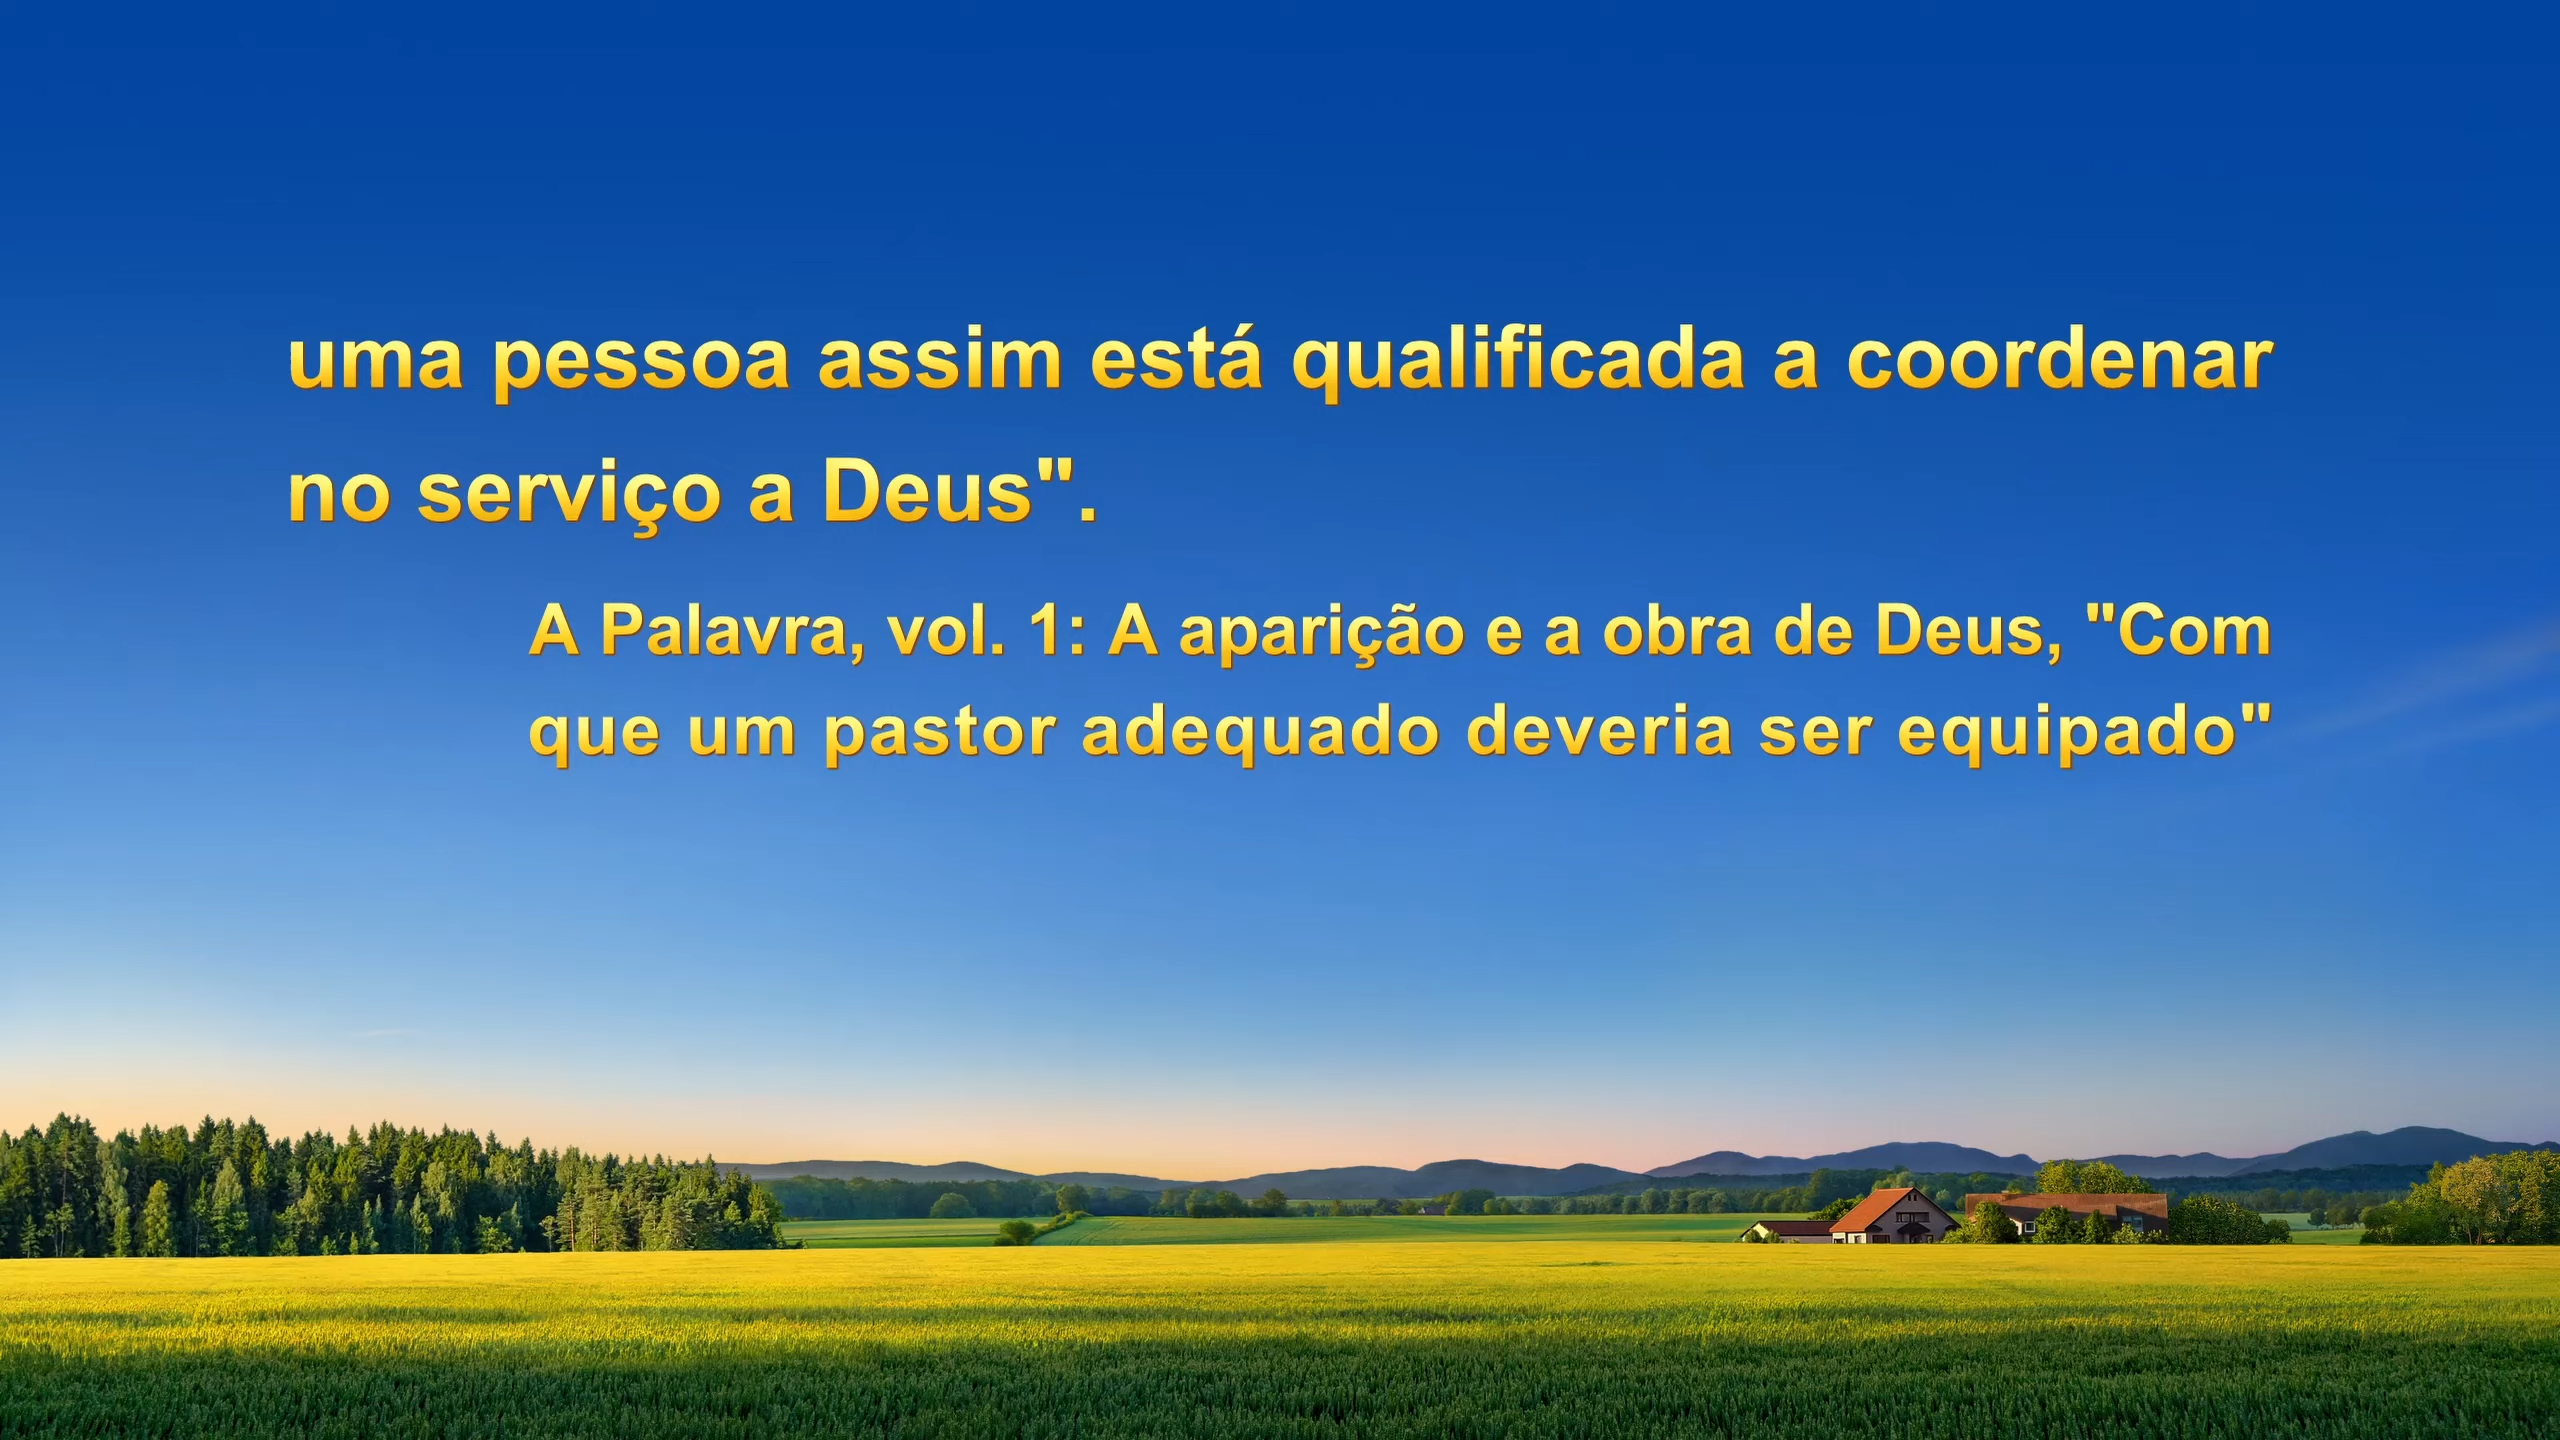 uma pessoa assim está qualificada a coordenar
no serviço a Deus".
A Palavra, vol. 1: A aparição e a obra de Deus, "Com
que um pastor adequado deveria ser equipado"